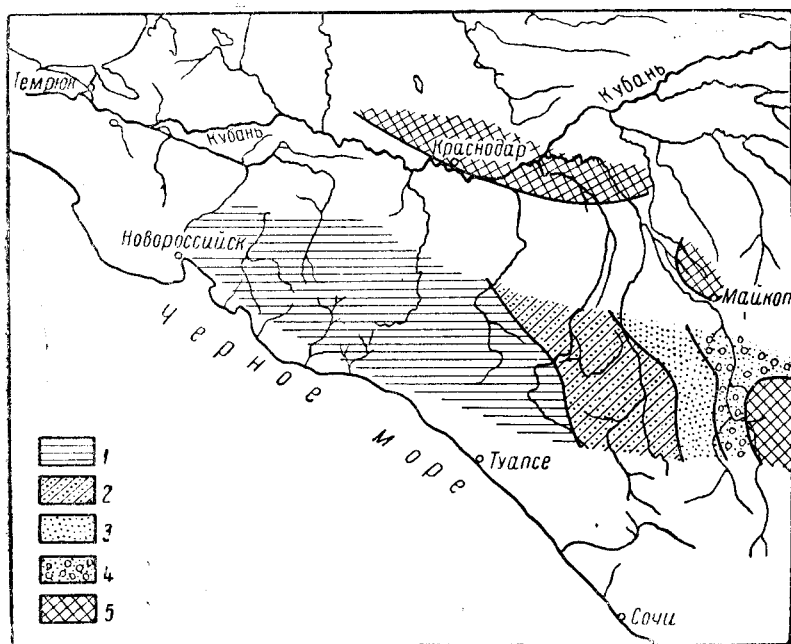 Темрюк
Кубань
Кубань
Краснодар
Новороссийск
Майкоп
Черное море
Туапсе
Сочи
1
2
3
4
5